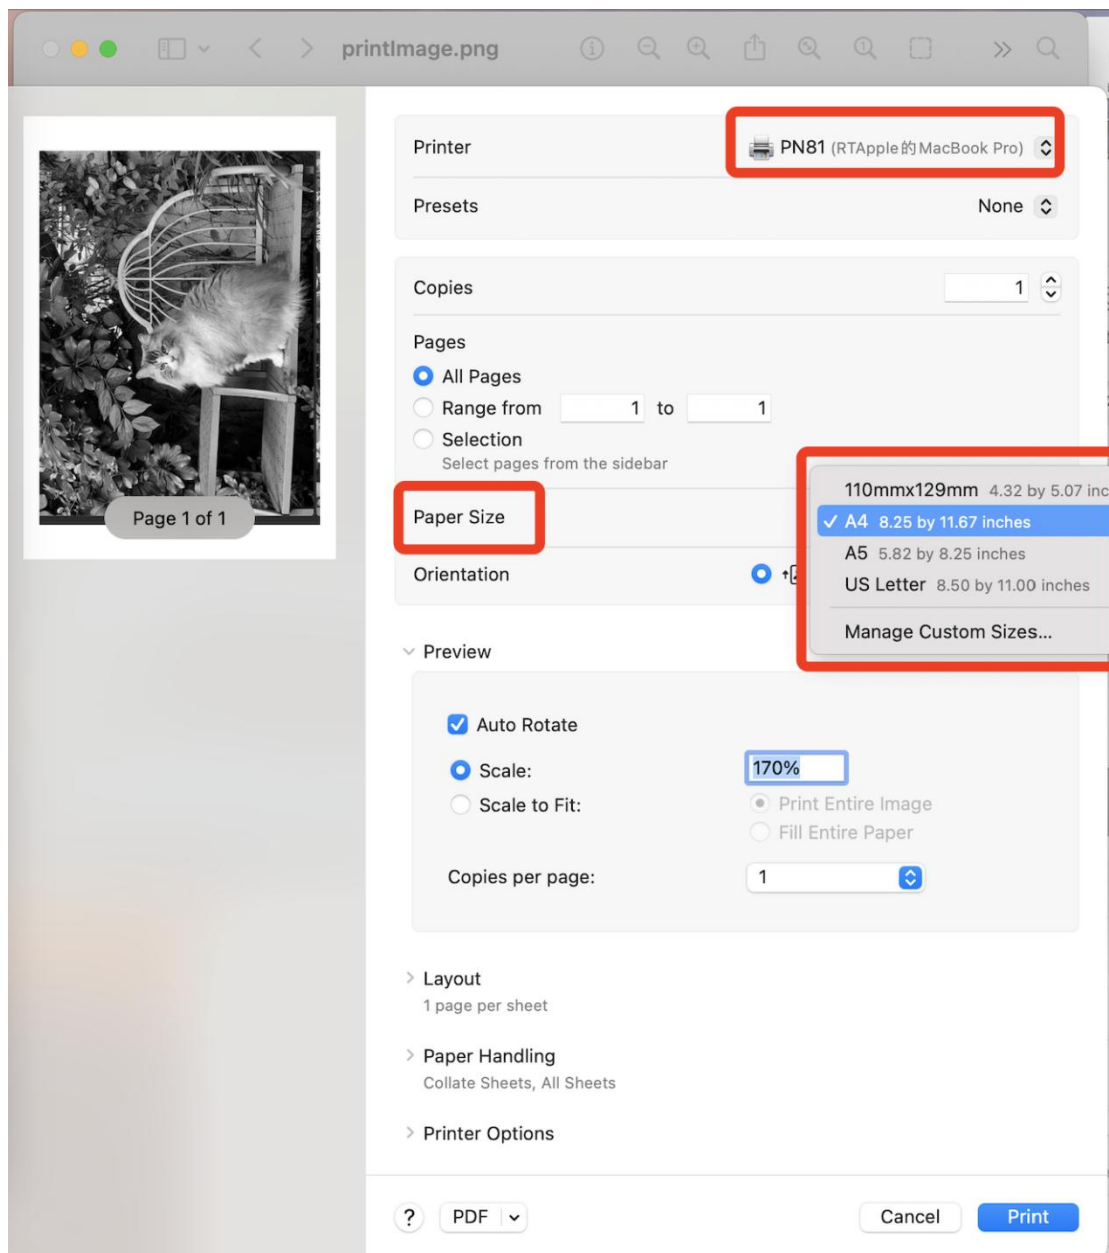 printImage.png
Printer PN81 (RTApple的MacBook Pro)
Presets None
Copies 1
Pages
All Pages
Range from 1 to 1
Selection
Select pages from the sidebar
110mmx129mm 4.32 by 5.07 inc
Paper Size
A4 8.25 by 11.67 inches
A5 5.82 by 8.25 inches
Orientation
US Letter 8.50 by 11.00 inches
Manage Custom Sizes...
Page 1 of 1
Preview
Auto Rotate
Scale: 170%
Scale to Fit: Print Entire Image
Fill Entire Paper
Copies per page: 1
Layout
1 page per sheet
Paper Handling
Collate Sheets, All Sheets
Printer Options
? PDF Cancel Print